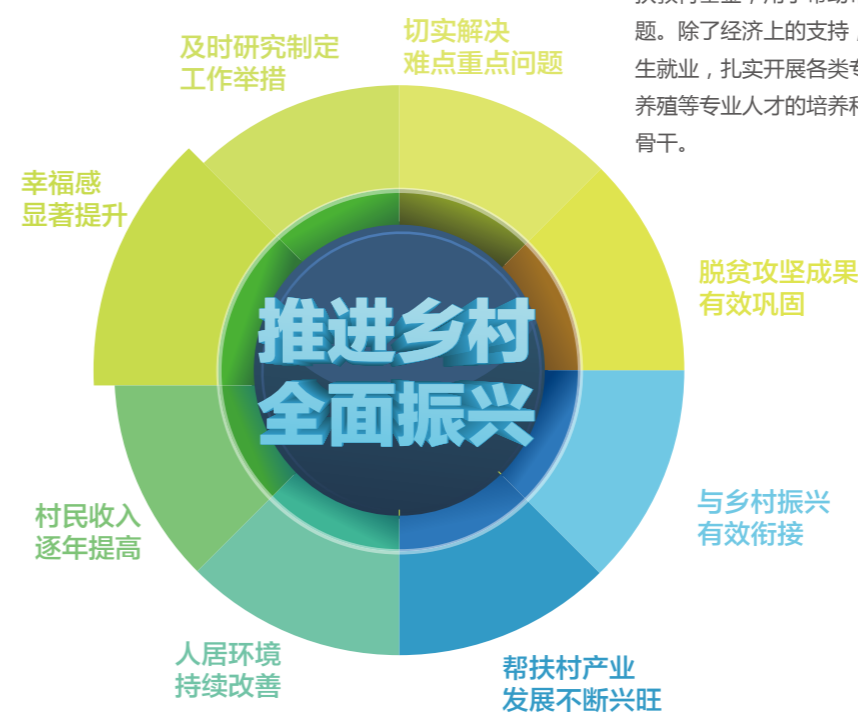 题。除了经济上的支持，
生就业，扎实开展各类
养殖等专业人才的培养
骨干。
切实解决
难点重点问题
及时研究制定
工作举措
幸福感
显著提升
脱贫攻坚成果
有效巩固
推进乡村
全面振兴
与乡村振兴
有效衔接
村民收入
逐年提高
人居环境
持续改善
帮扶村产业
发展不断兴旺